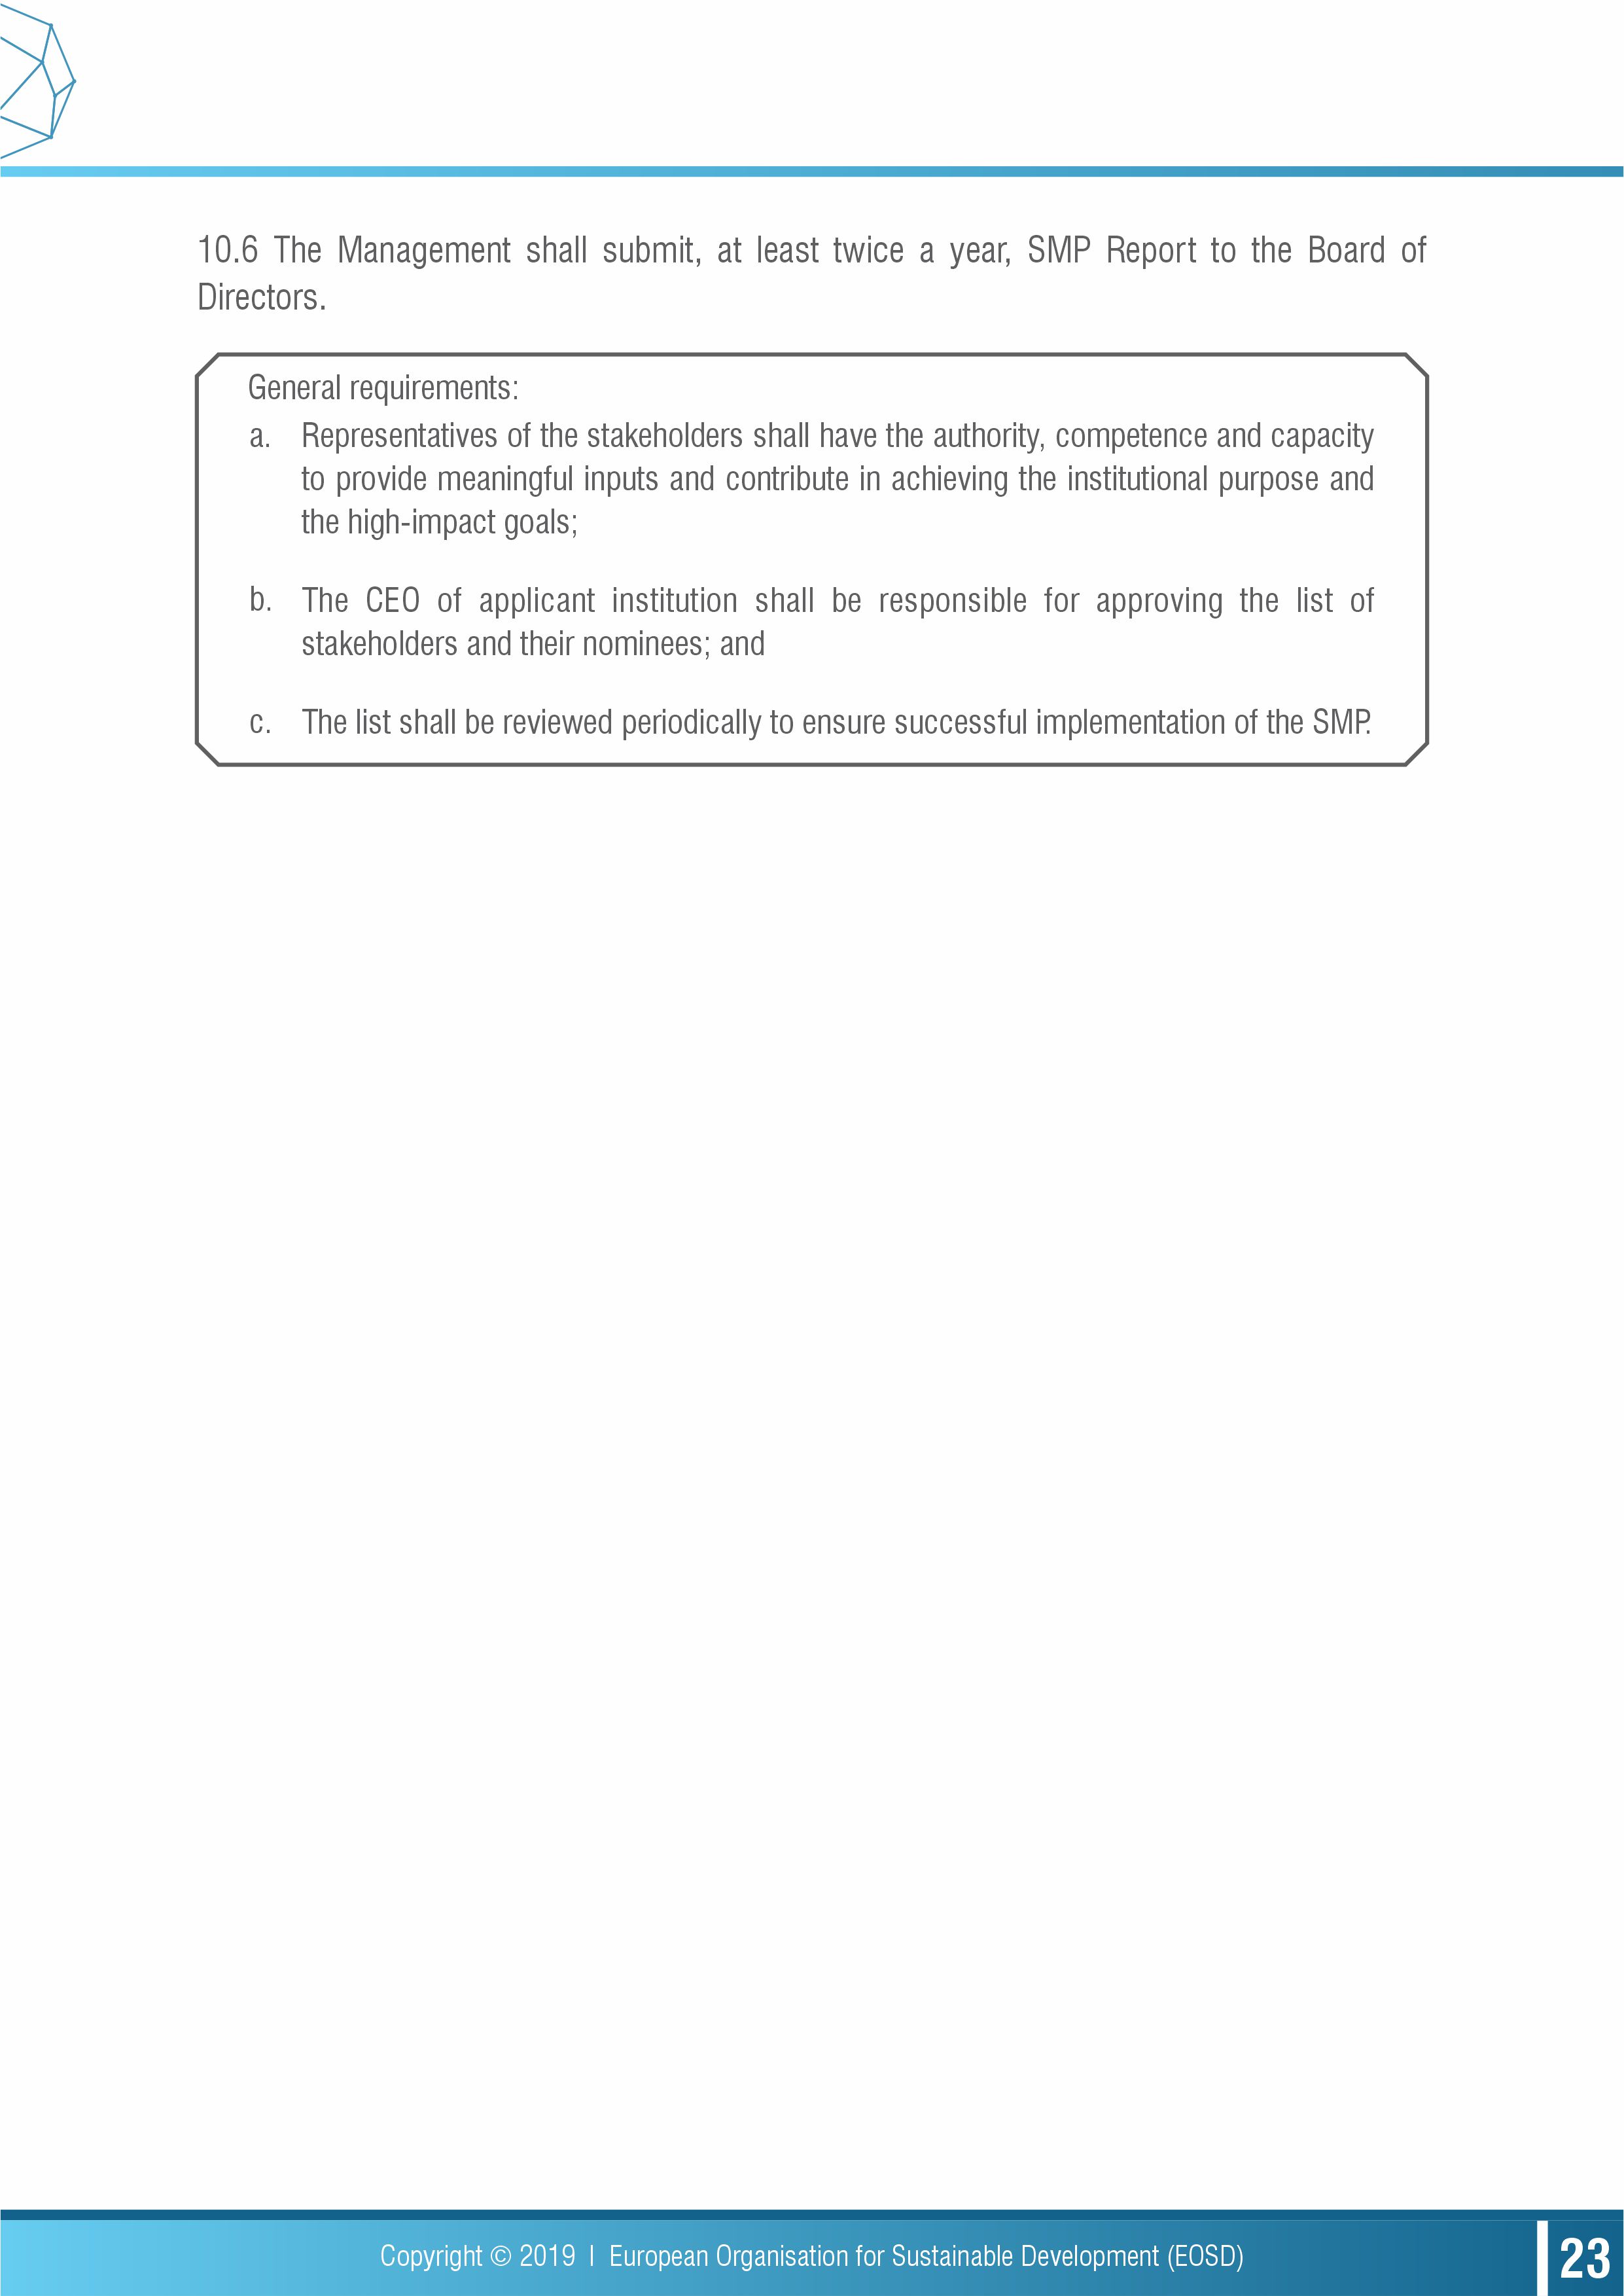 10.6 The Management shall submit, at least twice a year, SMP Report to the Board of
Directors.
General requirements:
a. Representatives of the stakeholders shall have the authority, competence and capacity
to provide meaningful inputs and contribute in achieving the institutional purpose and
the high-impact goals;
b. The CEO of applicant institution shall be responsible for approving the list of
stakeholders and their nominees; and
c. The list shall be reviewed periodically to ensure successful implementation of the SMP.
Copyright © 2019 | European Organisation for Sustainable Development (EOSD)
23